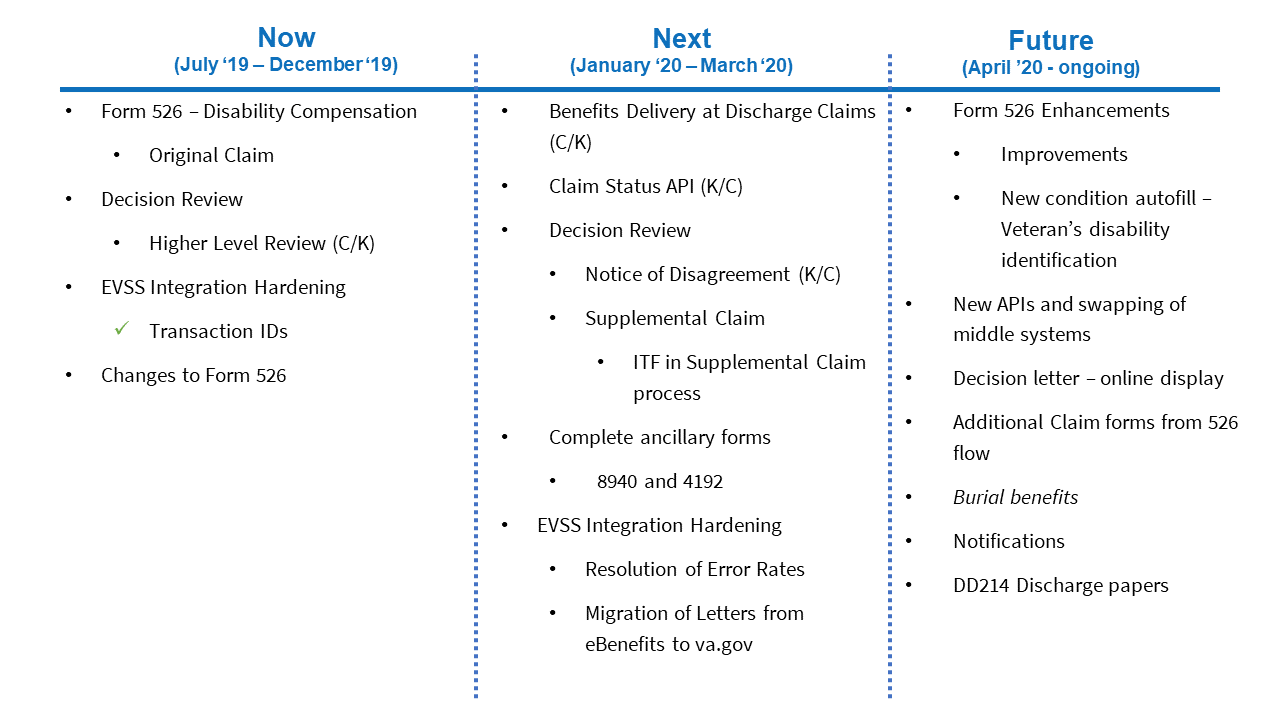 Now
(July ‘19 – December ‘19)
• Form 526 – Disability Compensation
• Original Claim
• Decision Review
• Higher Level Review (C/K)
• EVSS Integration Hardening
✓ Transaction IDs
• Changes to Form 526
Next
(January ‘20 – March ‘20)
• Benefits Delivery at Discharge Claims
(C/K)
• Claim Status API (K/C)
• Decision Review
• Notice of Disagreement (K/C)
• Supplemental Claim
• ITF in Supplemental Claim
process
• Complete ancillary forms
• 8940 and 4192
• EVSS Integration Hardening
• Resolution of Error Rates
• Migration of Letters from
eBenefits to va.gov
Future
(April ’20 - ongoing)
• Form 526 Enhancements
• Improvements
• New condition autofill –
Veteran’s disability
identification
• New APIs and swapping of
middle systems
• Decision letter – online display
• Additional Claim forms from 526
flow
• Burial benefits
• Notifications
• DD214 Discharge papers